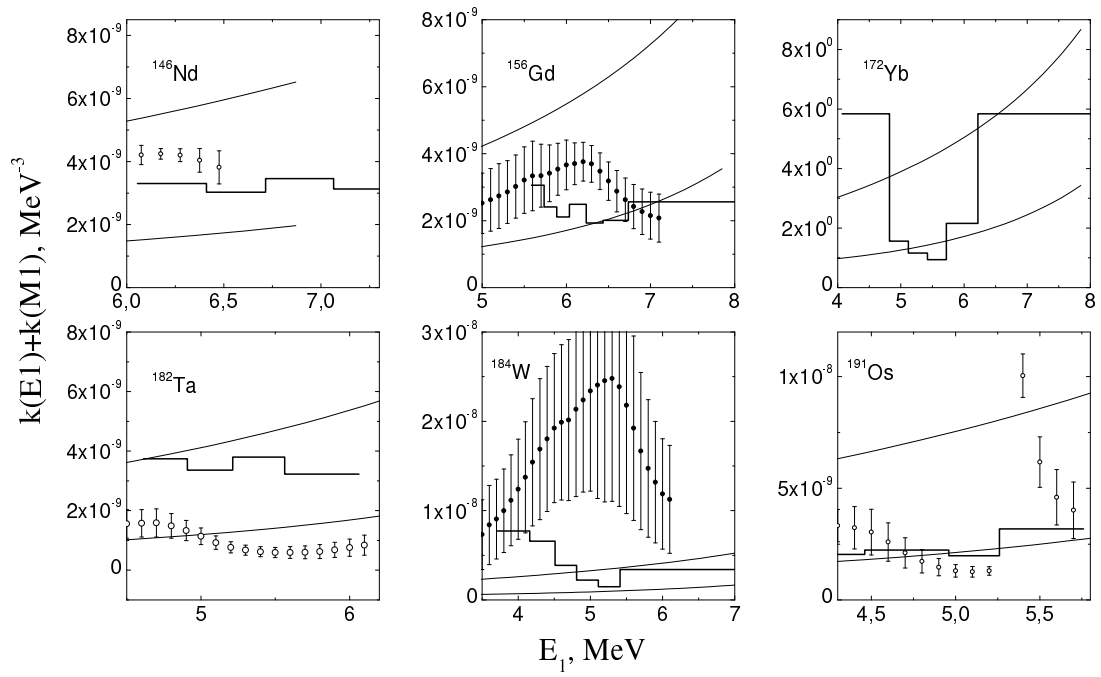 k(E1)+k(M1), MeV⁻³
8x10⁻⁹
6x10⁻⁹
4x10⁻⁹
2x10⁻⁹
0
¹⁴⁶Nd
6,0 6,5 7,0
8x10⁻⁹
6x10⁻⁹
4x10⁻⁹
2x10⁻⁹
0
¹⁵⁶Gd
5 6 7 8
8x10⁰
6x10⁰
4x10⁰
2x10⁰
0
¹⁷²Yb
4 5 6 7 8
8x10⁻⁹
6x10⁻⁹
4x10⁻⁹
2x10⁻⁹
0
¹⁸²Ta
5 6
3x10⁻⁸
2x10⁻⁸
1x10⁻⁸
0
¹⁸⁴W
4 5 6 7
1x10⁻⁸
5x10⁻⁹
0
¹⁹¹Os
4,5 5,0 5,5
E₁, MeV